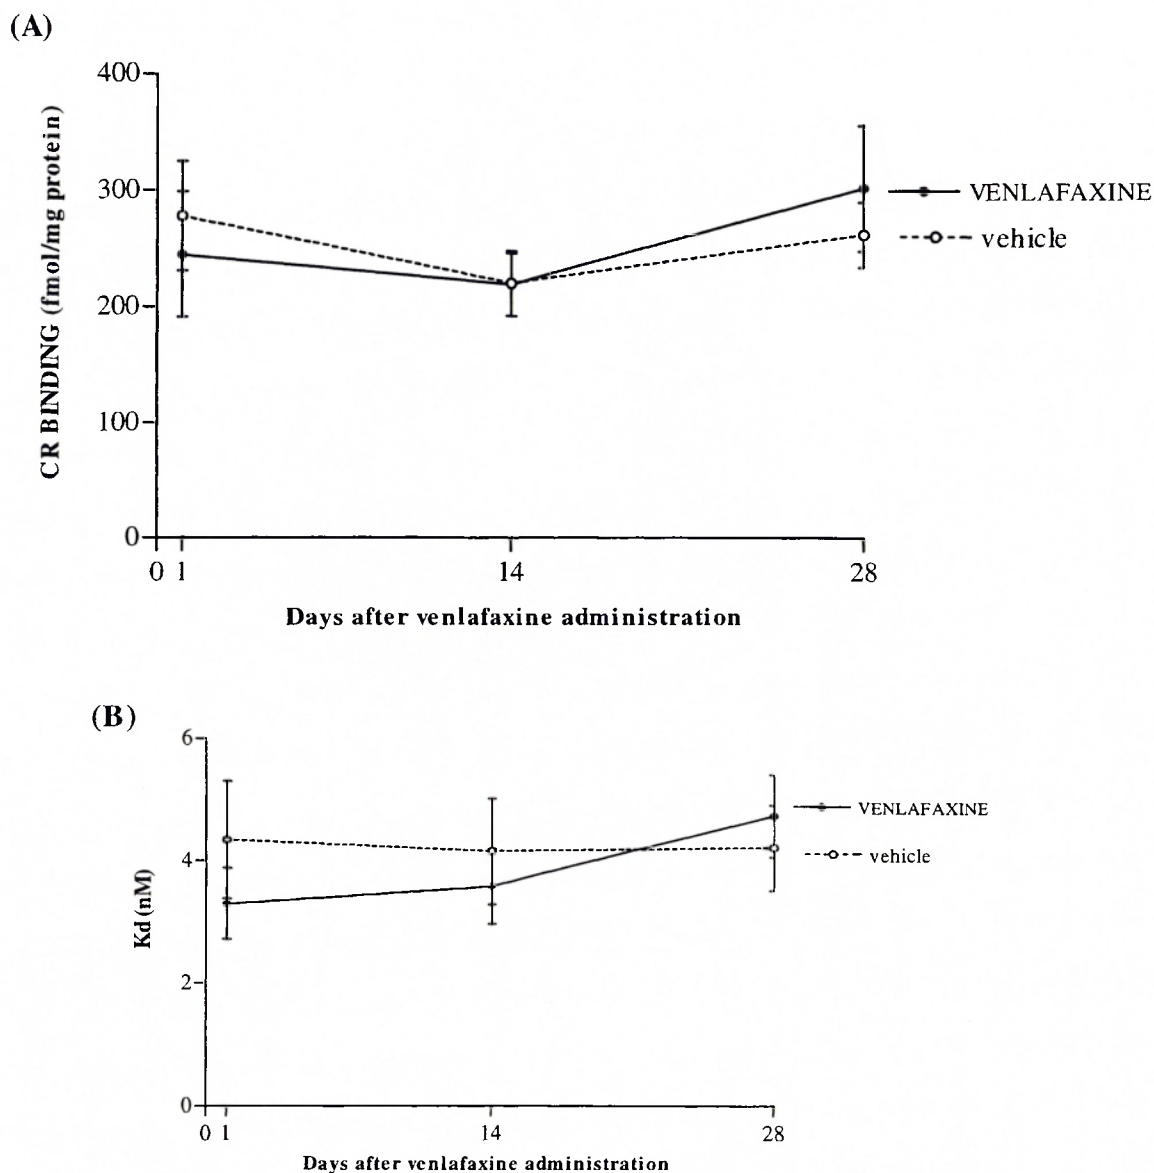 (A)
400
300
200
100
0
CR BINDING (fmol/mg protein)
0 1 14 28
Days after venlafaxine administration
VENLAFAXINE
vehicle
(B)
6
4
2
0
Kd (nM)
0 1 14 28
Days after venlafaxine administration
VENLAFAXINE
vehicle